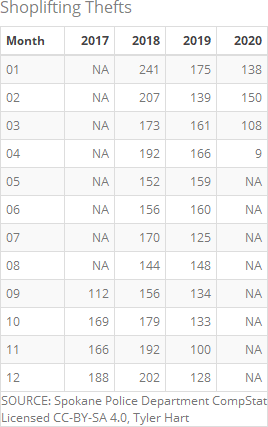 Shoplifting Thefts
Month 2017 2018 2019 2020
01 NA 241 175 138
02 NA 207 139 150
03 NA 173 161 108
04 NA 192 166 9
05 NA 152 159 NA
06 NA 156 160 NA
07 NA 170 125 NA
08 NA 144 148 NA
09 112 156 134 NA
10 169 179 133 NA
11 166 192 100 NA
12 188 202 128 NA
SOURCE: Spokane Police Department CompStat
Licensed CC-BY-SA 4.0, Tyler Hart